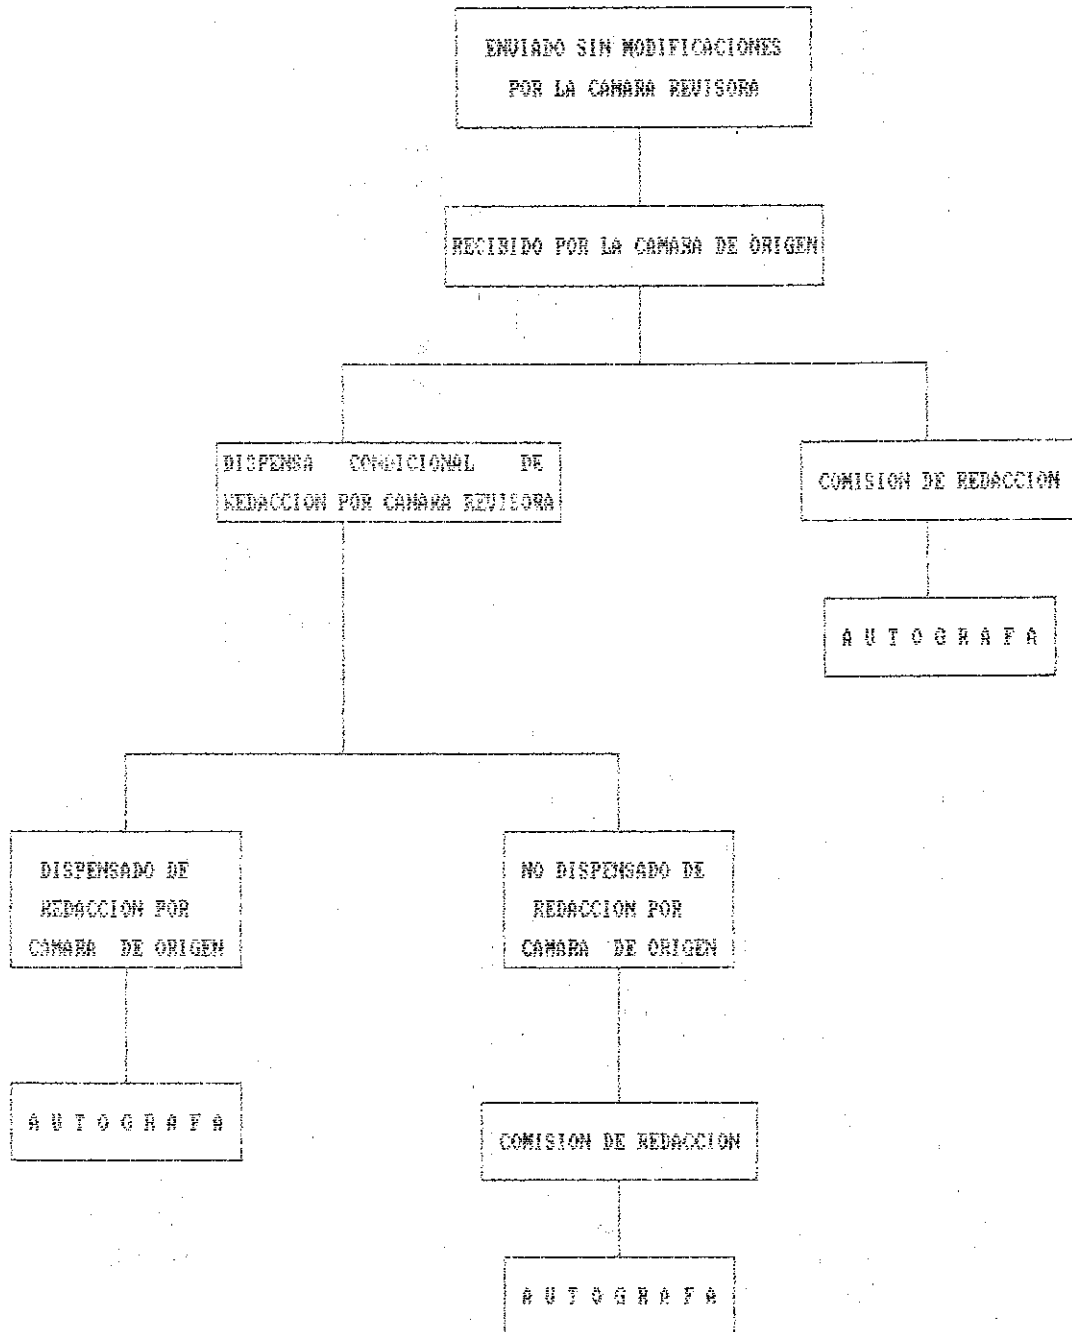 ENVIADO SIN MODIFICACIONES
POR LA CAMARA REVISORA
RECIBIDO POR LA CAMARA DE ORIGEN
DISPENSA CONDICIONAL DE
REDACCION POR CAMARA REVISORA
COMISION DE REDACCION
A U T O G R A F A
DISPENSADO DE
REDACCION POR
CAMARA DE ORIGEN
NO DISPENSADO DE
REDACCION POR
CAMARA DE ORIGEN
A U T O G R A F A
COMISION DE REDACCION
A U T O G R A F A